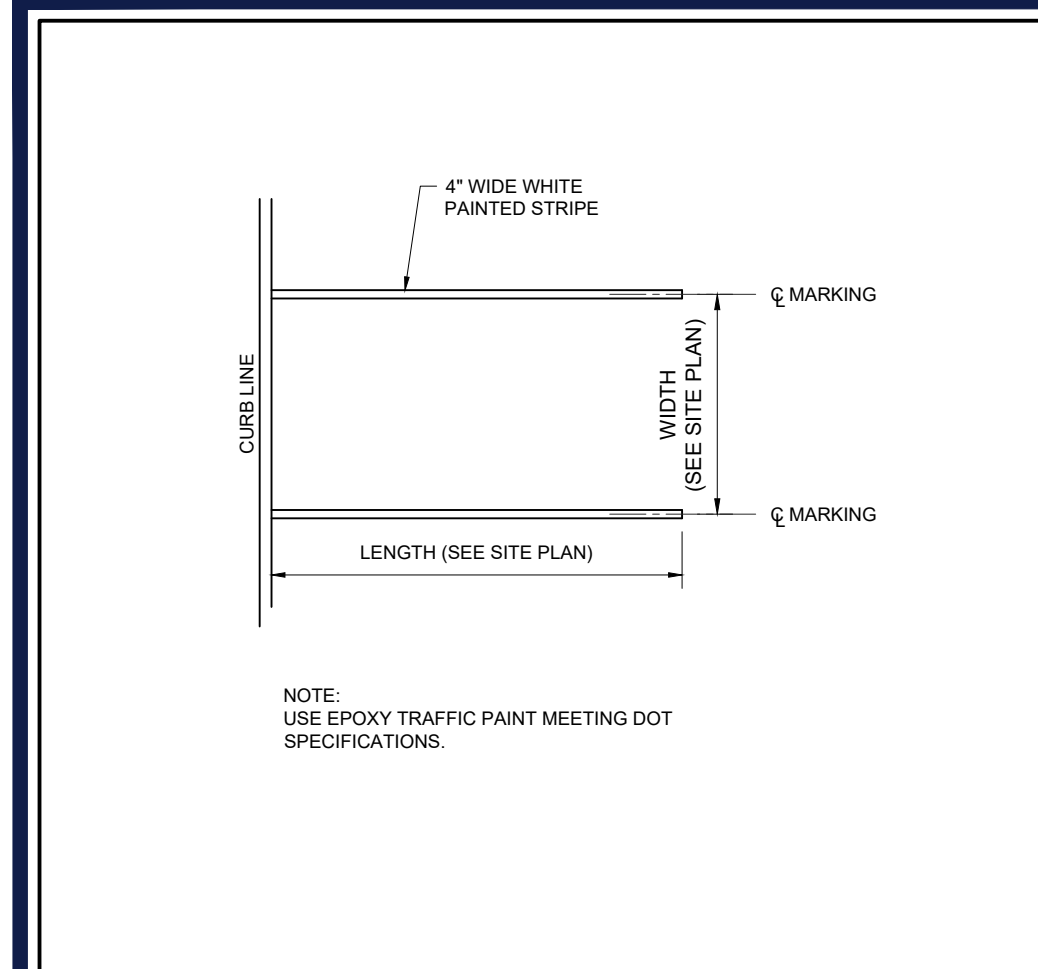 4" WIDE WHITE
PAINTED STRIPE
℄ MARKING
CURB LINE
WIDTH
(SEE SITE PLAN)
℄ MARKING
LENGTH (SEE SITE PLAN)
NOTE:
USE EPOXY TRAFFIC PAINT MEETING DOT
SPECIFICATIONS.